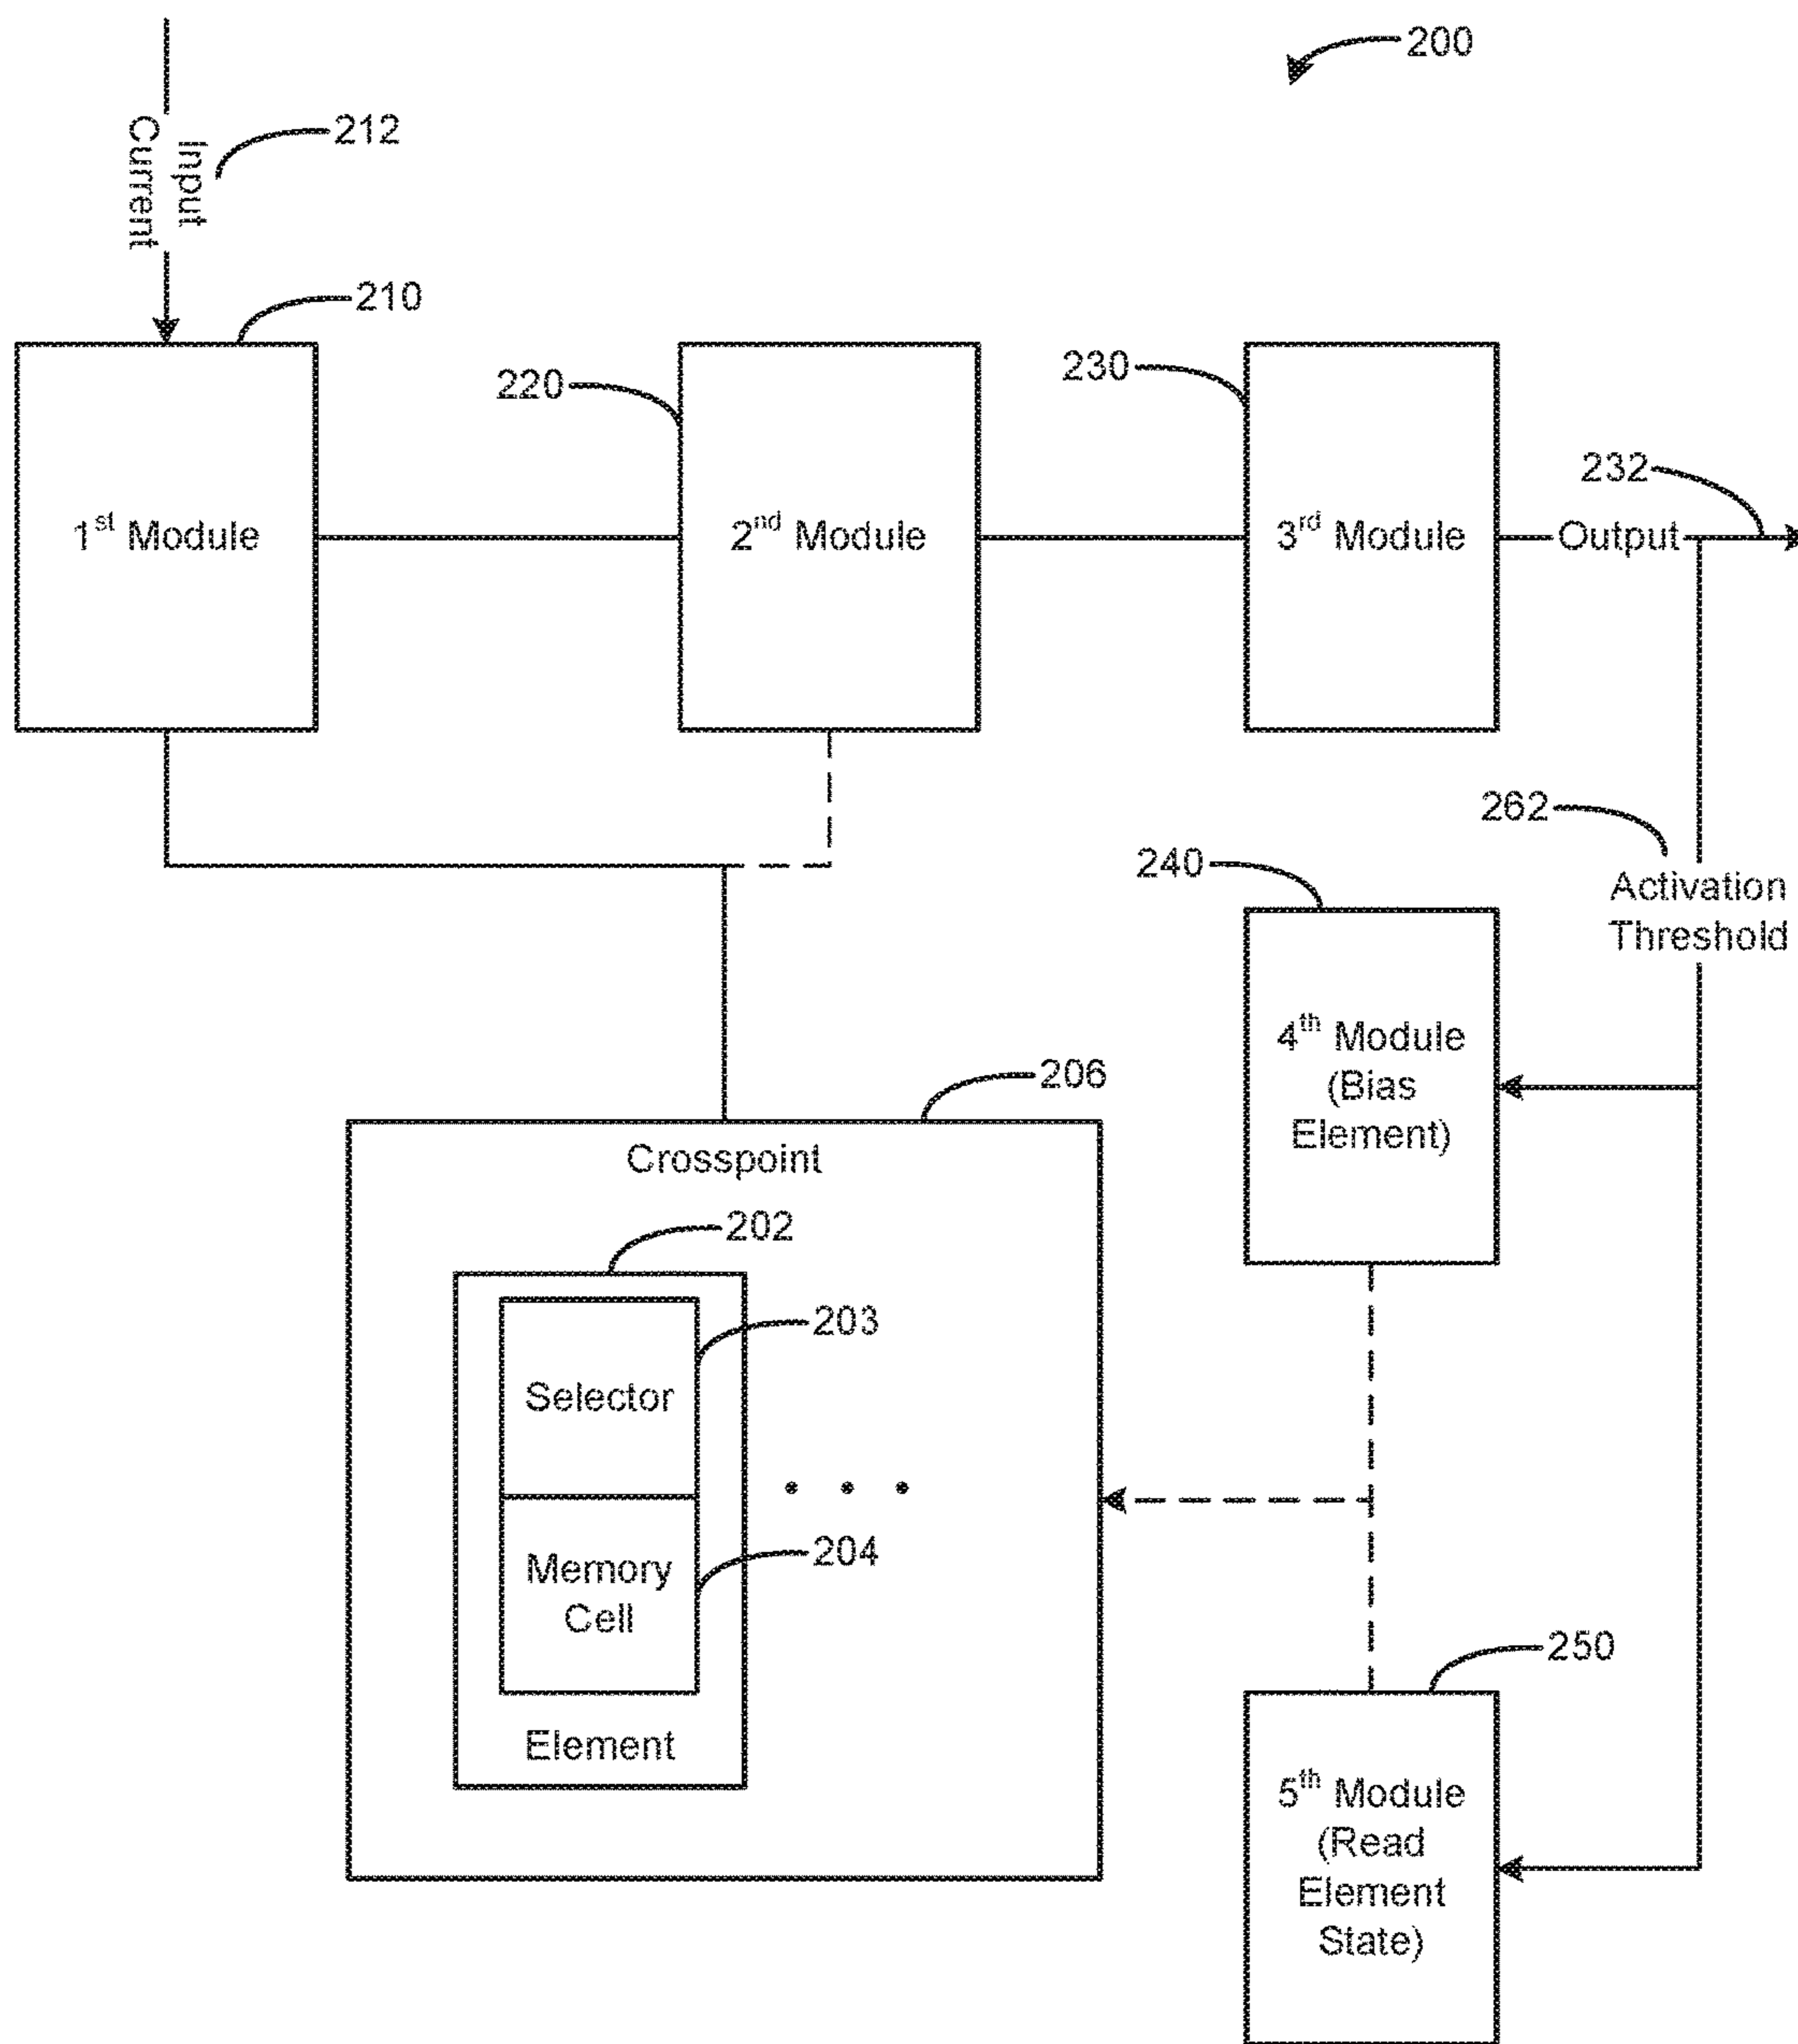 200
212
Input
Current
210
220
230
232
1st Module
2nd Module
3rd Module
Output
262
240
Activation
Threshold
4th Module
(Bias
Element)
206
Crosspoint
202
203
Selector
204
Memory
Cell
Element
250
5th Module
(Read
Element
State)